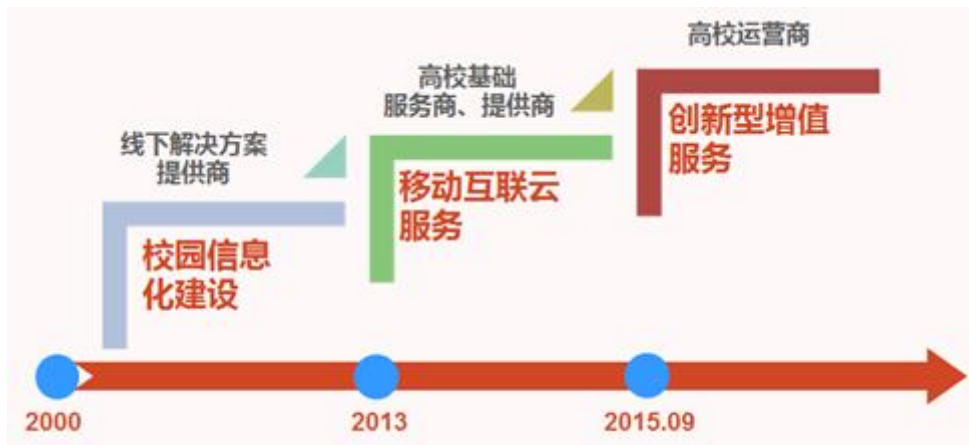 高校运营商
高校基础
服务商、提供商
创新型增值
服务
线下解决方案
提供商
移动互联云
服务
校园信息
化建设
2000
2013
2015.09